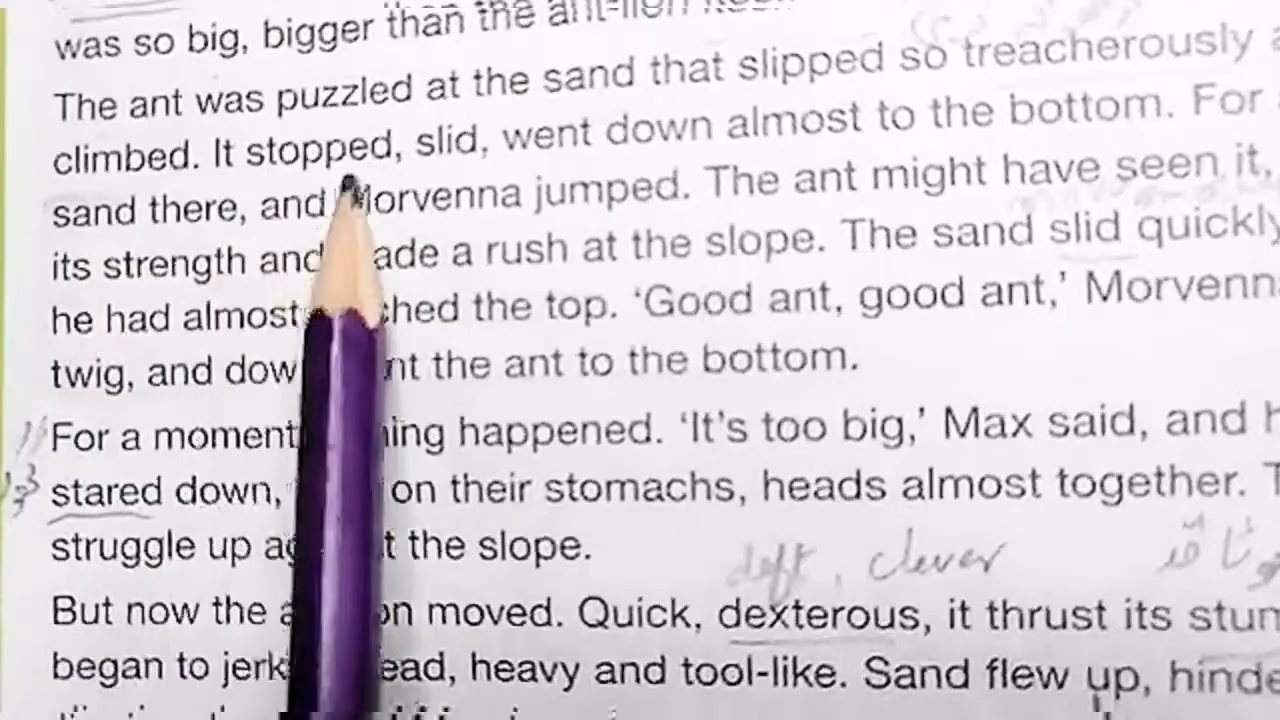 was so big, bigger than the ant-lion
The ant was puzzled at the sand that slipped so treacherously
climbed. It stopped, slid, went down almost to the bottom. For
sand there, and Morvenna jumped. The ant might have seen it,
its strength and ade a rush at the slope. The sand slid quickly
he had almost ched the top. ‘Good ant, good ant,’ Morvenn
twig, and dow nt the ant to the bottom.
For a moment hing happened. ‘It’s too big,’ Max said, and h
stared down, on their stomachs, heads almost together. T
struggle up ag t the slope.
deft, clever
But now the a on moved. Quick, dexterous, it thrust its stun
began to jerk ead, heavy and tool-like. Sand flew up, hinde